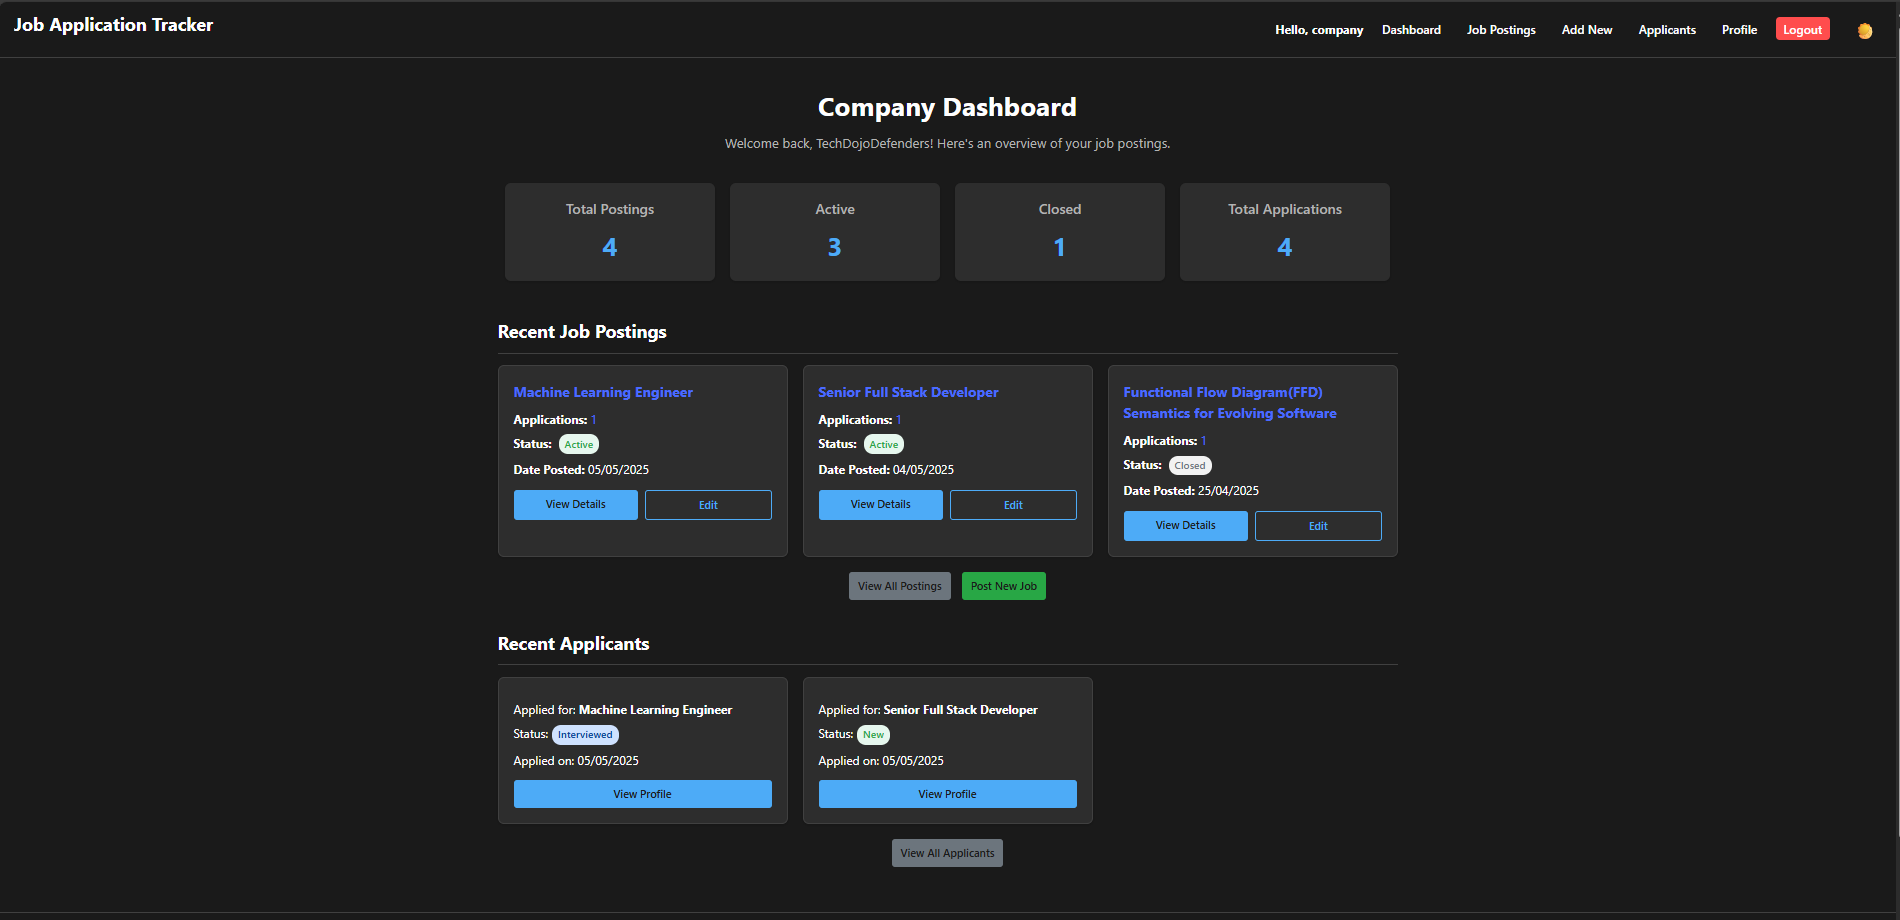 Job Application Tracker
Hello, company Dashboard Job Postings Add New Applicants Profile Logout
Company Dashboard
Welcome back, TechDojoDefenders! Here's an overview of your job postings.
Total Postings
4
Active
3
Closed
1
Total Applications
4
Recent Job Postings
Machine Learning Engineer
Applications: 1
Status: Active
Date Posted: 05/05/2025
View Details Edit
Senior Full Stack Developer
Applications: 1
Status: Active
Date Posted: 04/05/2025
View Details Edit
Functional Flow Diagram(FFD)
Semantics for Evolving Software
Applications: 1
Status: Closed
Date Posted: 25/04/2025
View Details Edit
View All Postings Post New Job
Recent Applicants
Applied for: Machine Learning Engineer
Status: Interviewed
Applied on: 05/05/2025
View Profile
Applied for: Senior Full Stack Developer
Status: New
Applied on: 05/05/2025
View Profile
View All Applicants